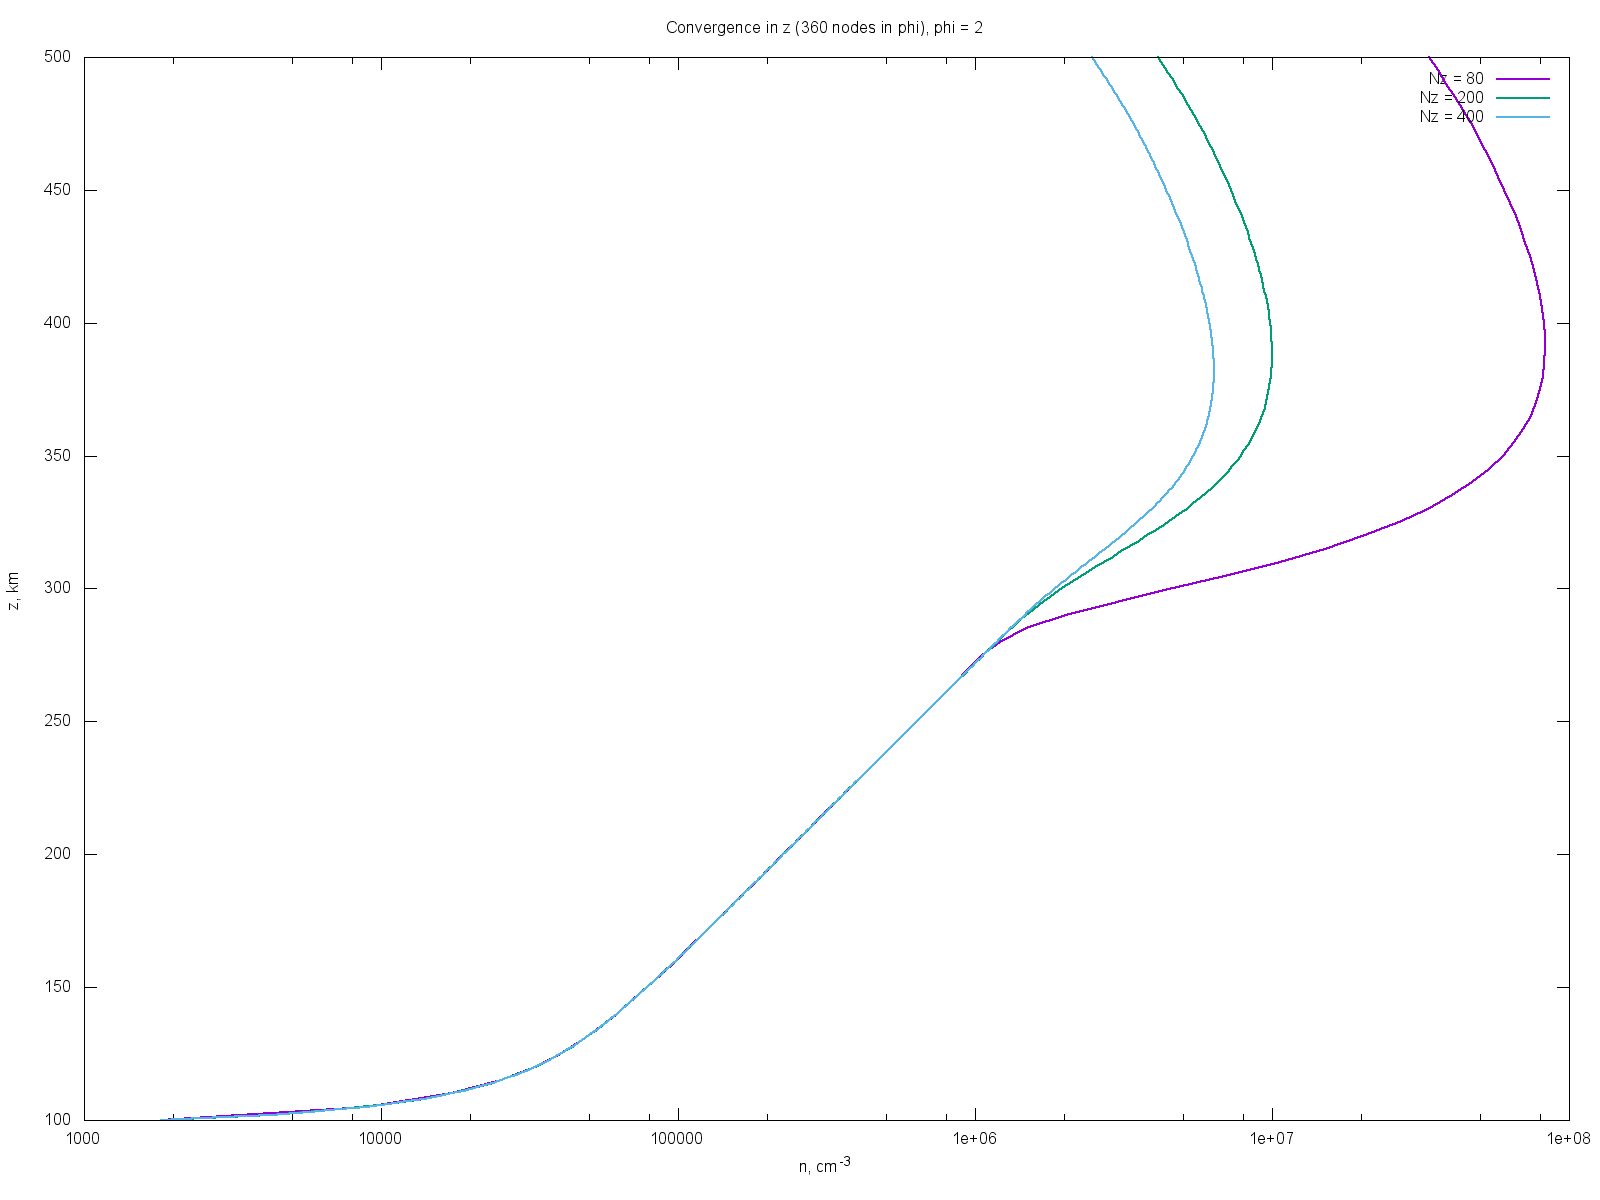 Convergence in z (360 nodes in phi), phi = 2
500
450
400
350
300
250
200
150
100
z, km
Nz = 80
Nz = 200
Nz = 400
1000 10000 100000 1e+06 1e+07 1e+08
n, cm-3